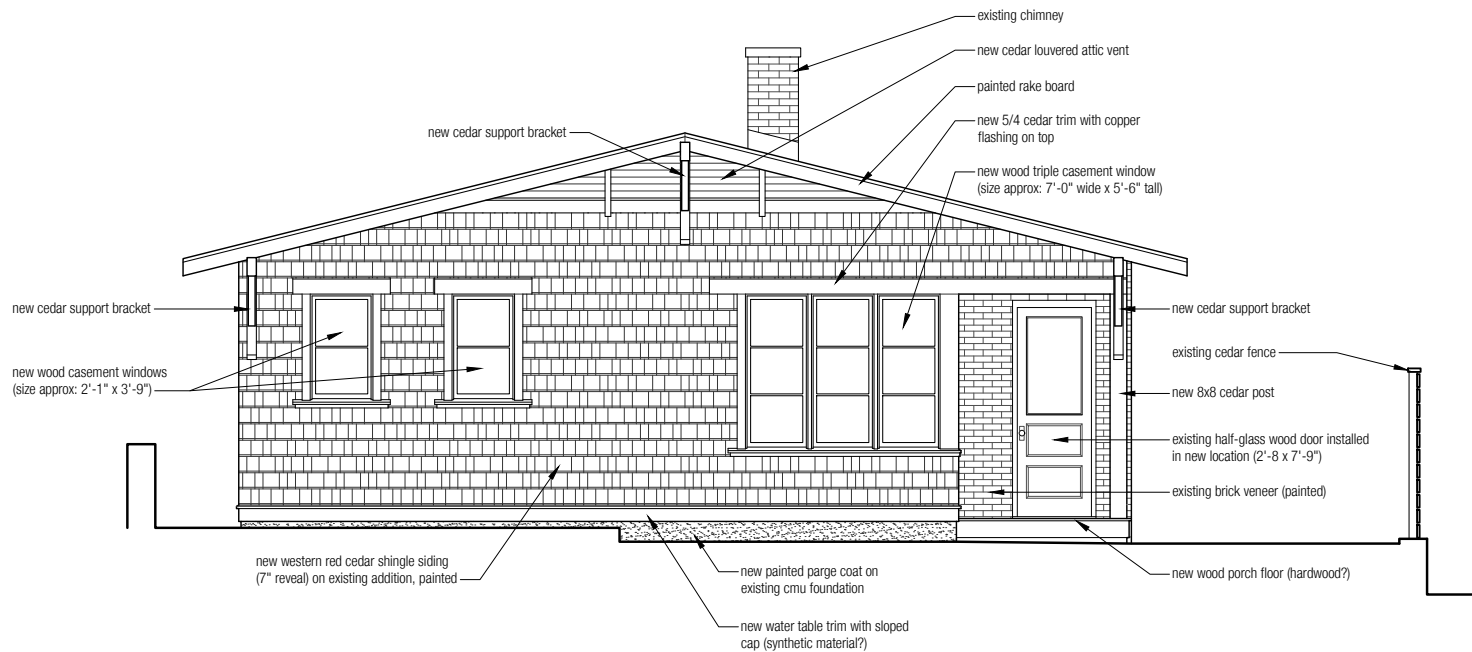 existing chimney
new cedar louvered attic vent
painted rake board
new 5/4 cedar trim with copper
flashing on top
new cedar support bracket
new wood triple casement window
(size approx: 7'-0" wide x 5'-6" tall)
new cedar support bracket
new wood casement windows
(size approx: 2'-1" x 3'-9")
new cedar support bracket
existing cedar fence
new 8x8 cedar post
existing half-glass wood door installed
in new location (2'-8 x 7'-9")
existing brick veneer (painted)
new wood porch floor (hardwood?)
new western red cedar shingle siding
(7" reveal) on existing addition, painted
new painted parge coat on
existing cmu foundation
new water table trim with sloped
cap (synthetic material?)